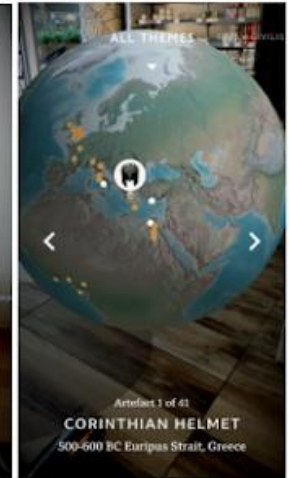 ALL THEMES
Artefact 1 of 41
CORINTHIAN HELMET
500-600 BC Euripus Strait, Greece